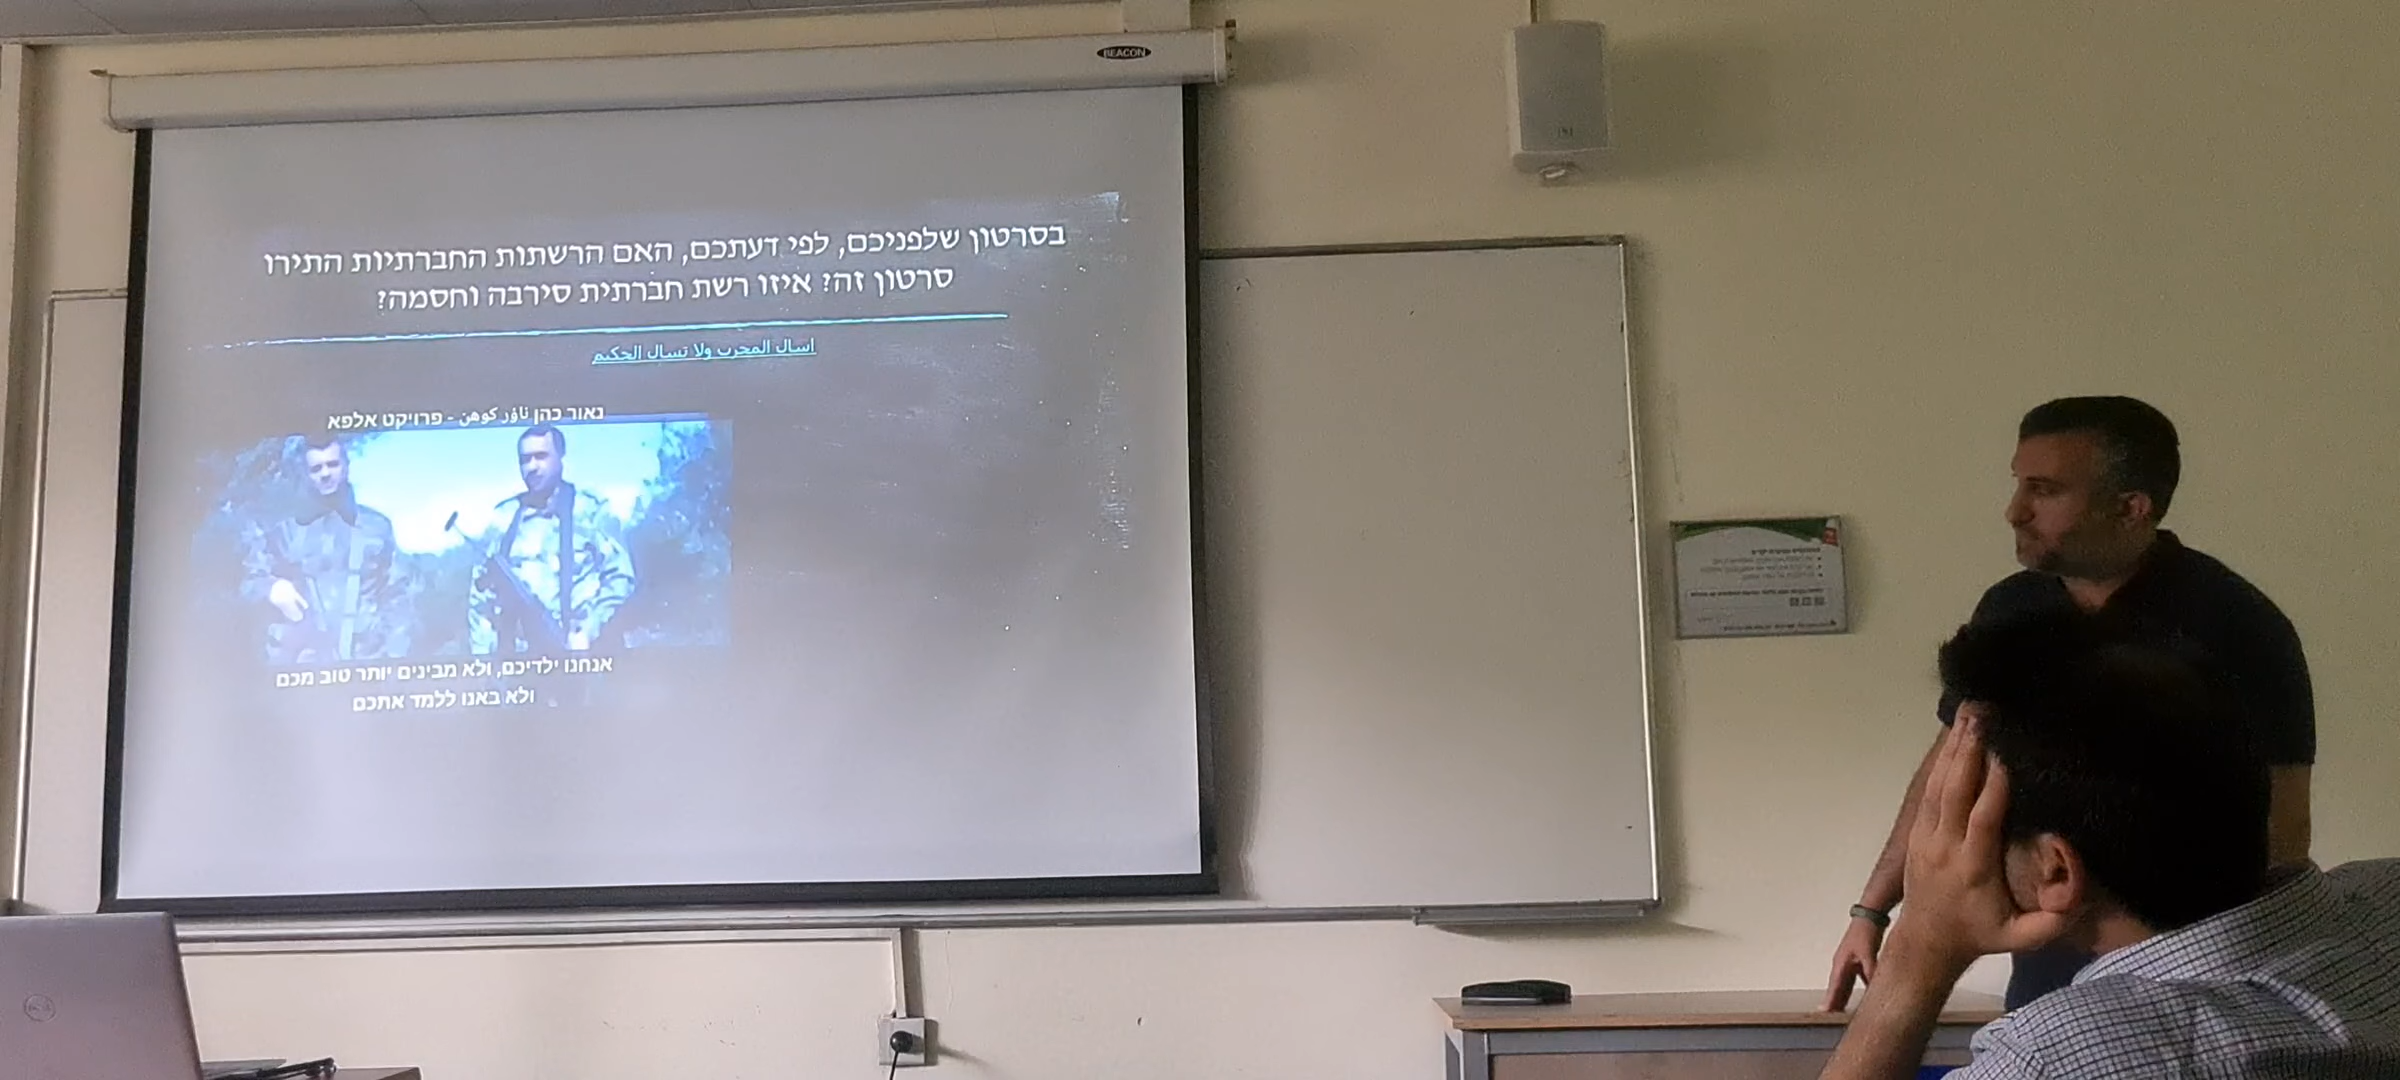 BEACON
בסרטון שלפניכם, לפי דעתכם, האם הרשתות החברתיות התירו
סרטון זה? איזו רשת חברתית סירבה וחסמה?
اسال المجرب ولا تسال الحكيم
נאור כהן ناؤر كوهن - פרויקט אלפא
אנחנו ילדיכם, ולא מבינים יותר טוב מכם
ולא באנו ללמד אתכם